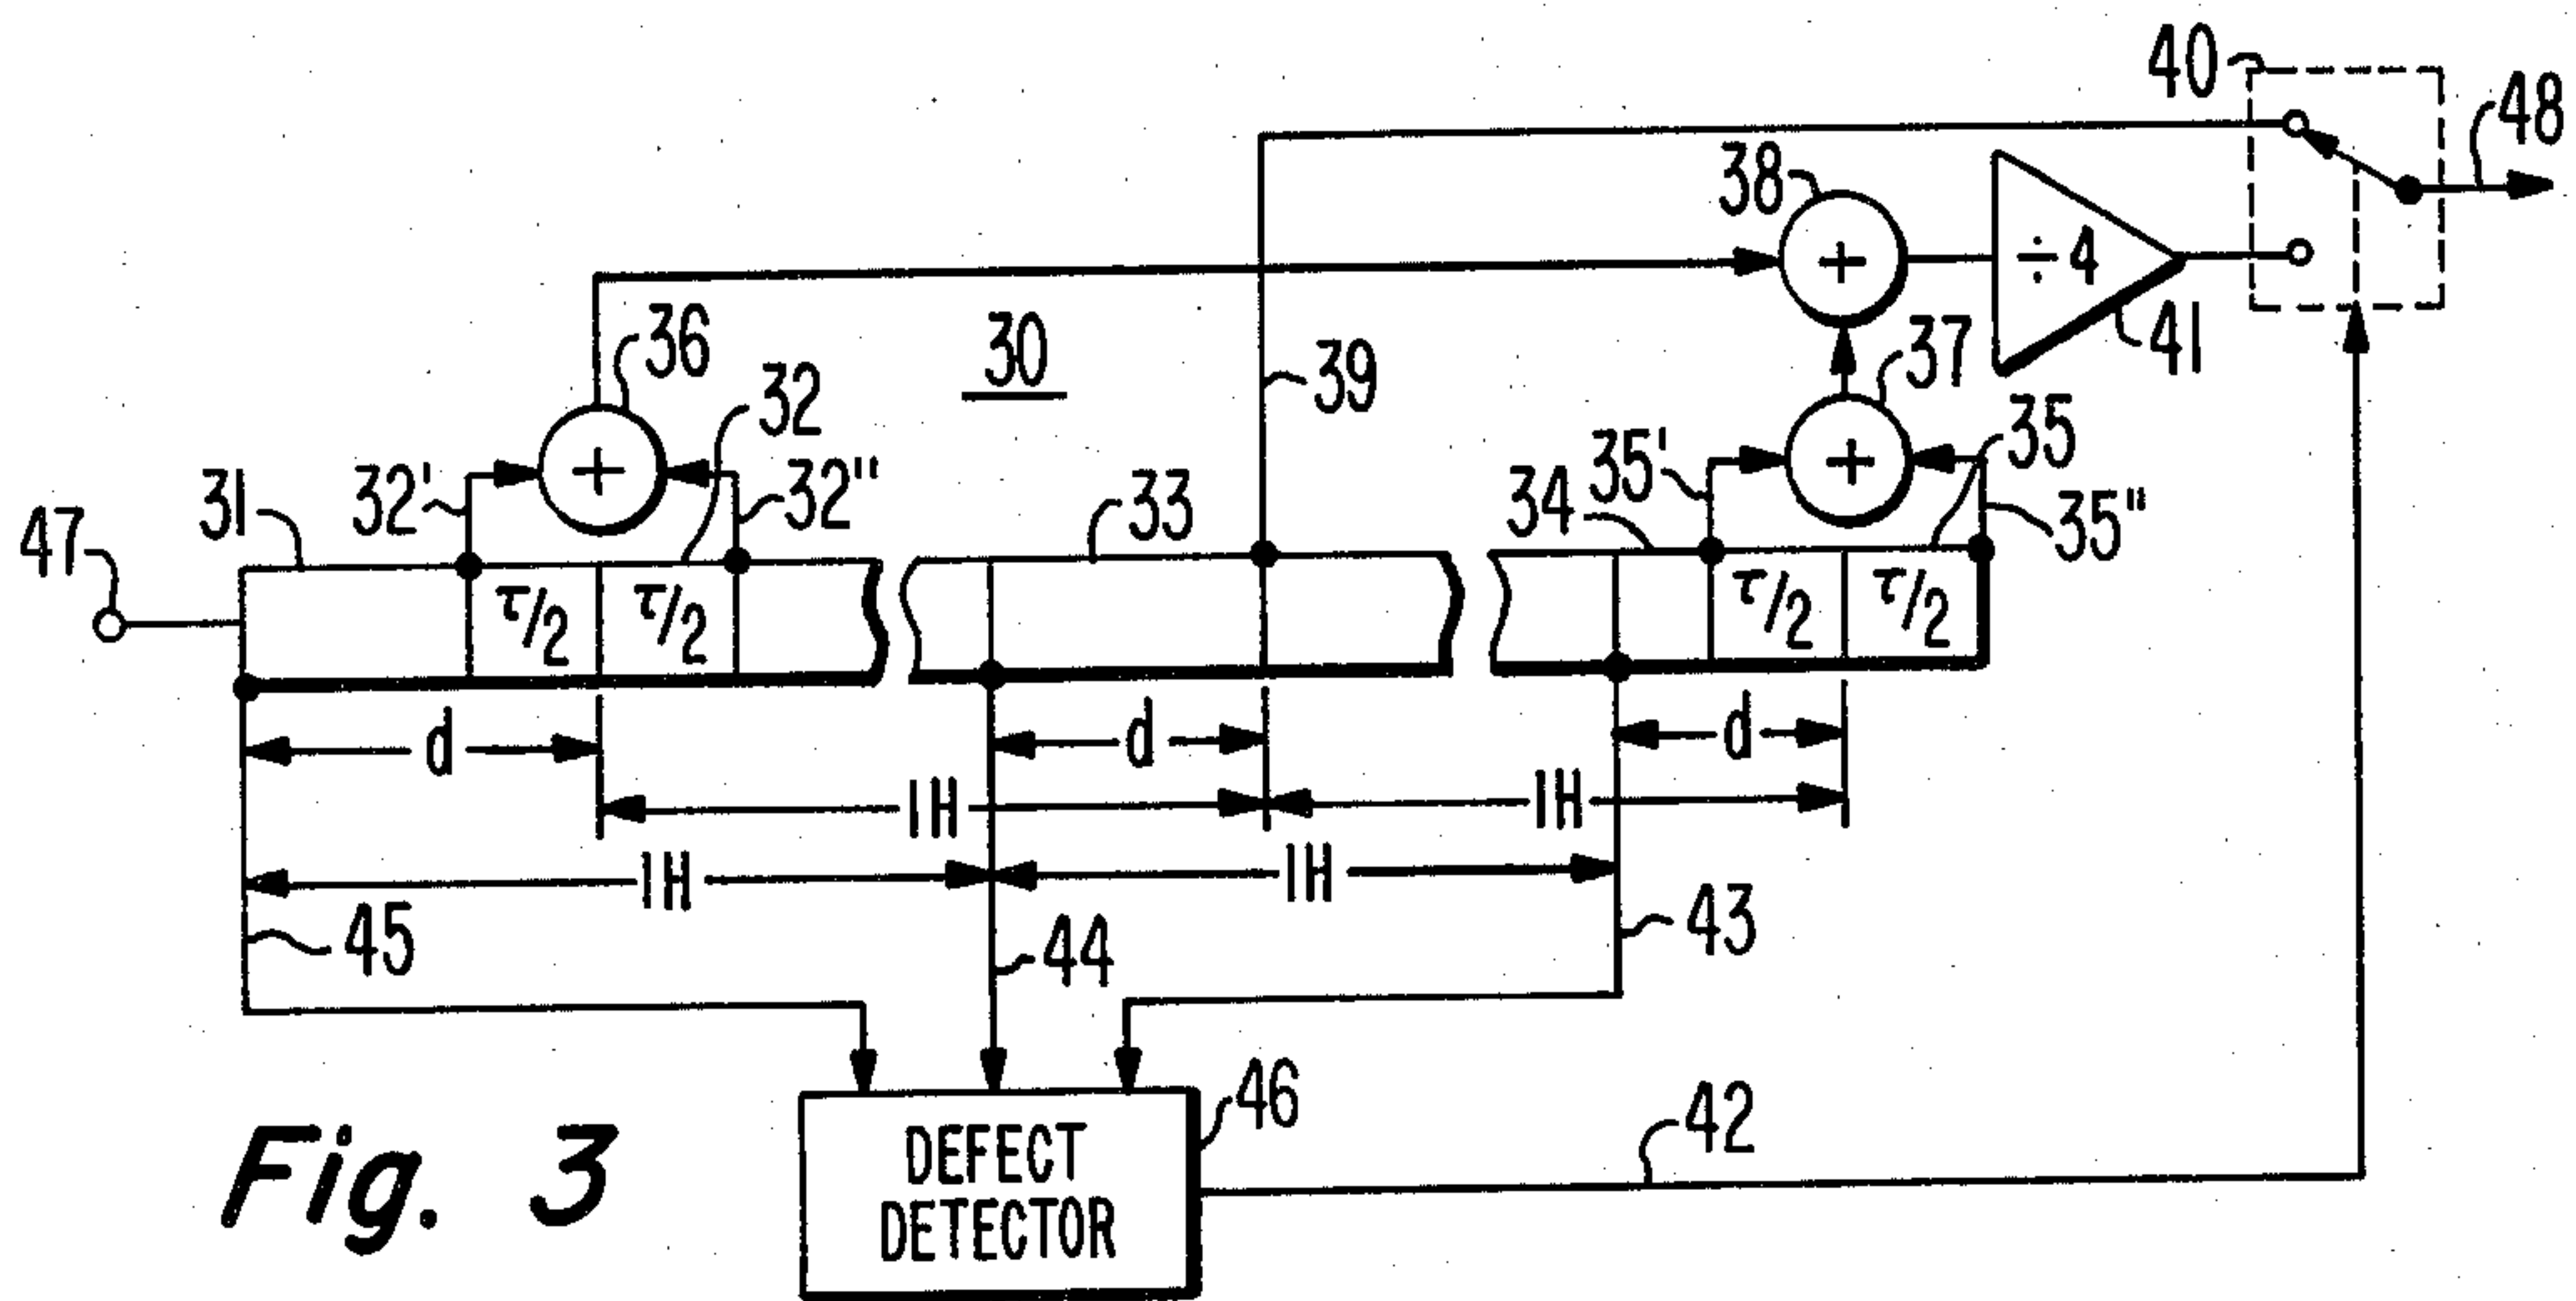 40
48
38
÷4
+
36
30
39
37
41
32
+
+
35
31
32'
32"
33
34
35'
35"
47
τ/2
τ/2
τ/2
τ/2
d
d
d
1H
1H
1H
1H
45
44
43
46
DEFECT
DETECTOR
42
Fig. 3